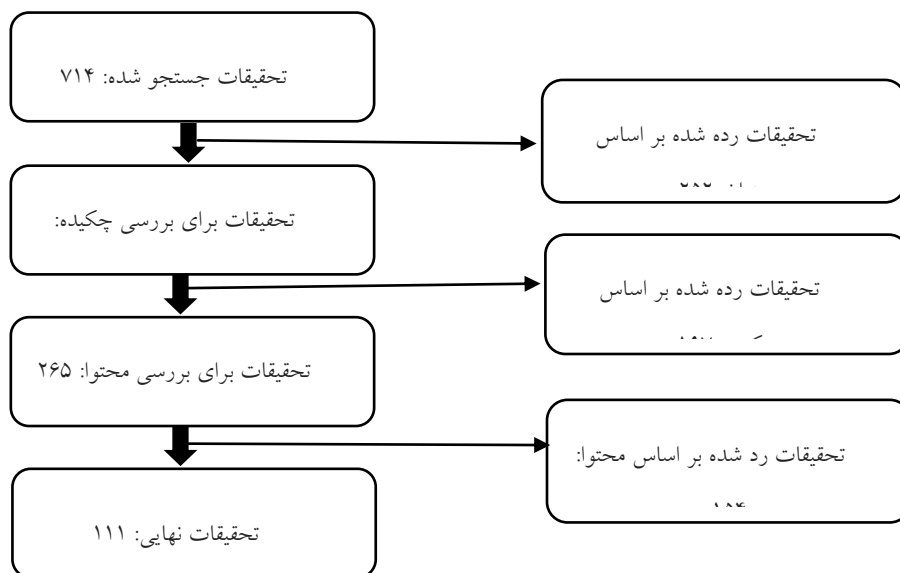 تحقیقات جستجو شده: ۷۱۴
تحقیقات رده شده بر اساس
تحقیقات برای بررسی چکیده:
تحقیقات رده شده بر اساس
تحقیقات برای بررسی محتوا: ۲۶۵
تحقیقات رد شده بر اساس محتوا:
تحقیقات نهایی: ۱۱۱